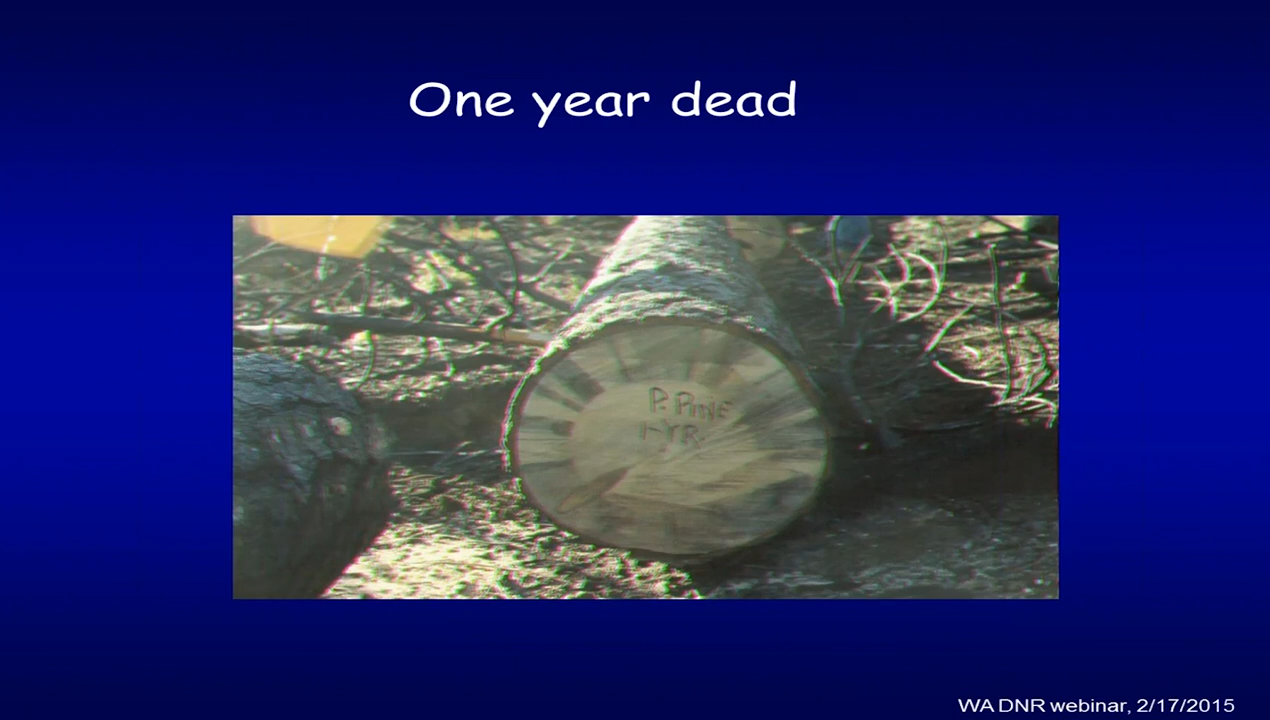 One year dead
P. Pine
1-YR.
WA DNR webinar, 2/17/2015